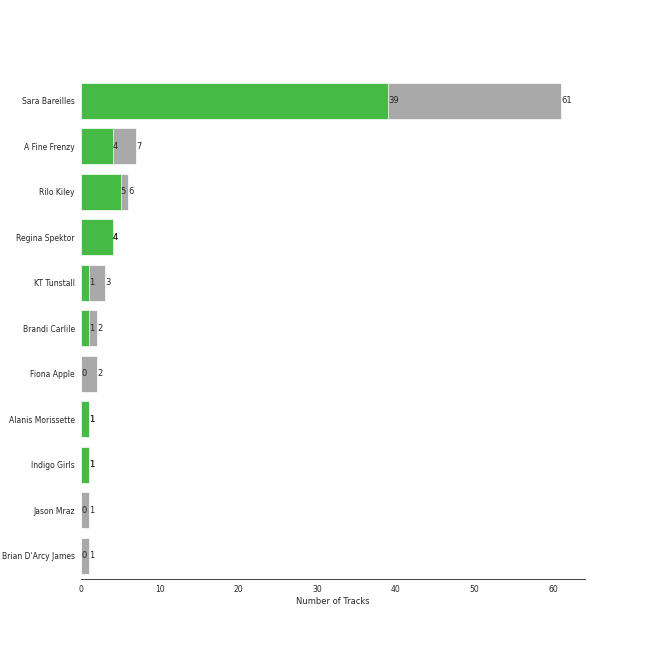 Sara Bareilles 39 61
A Fine Frenzy 4 7
Rilo Kiley 5 6
Regina Spektor 4
KT Tunstall 1 3
Brandi Carlile 1 2
Fiona Apple 0 2
Alanis Morissette 1
Indigo Girls 1
Jason Mraz 0 1
Brian D'Arcy James 0 1
0 10 20 30 40 50 60
Number of Tracks